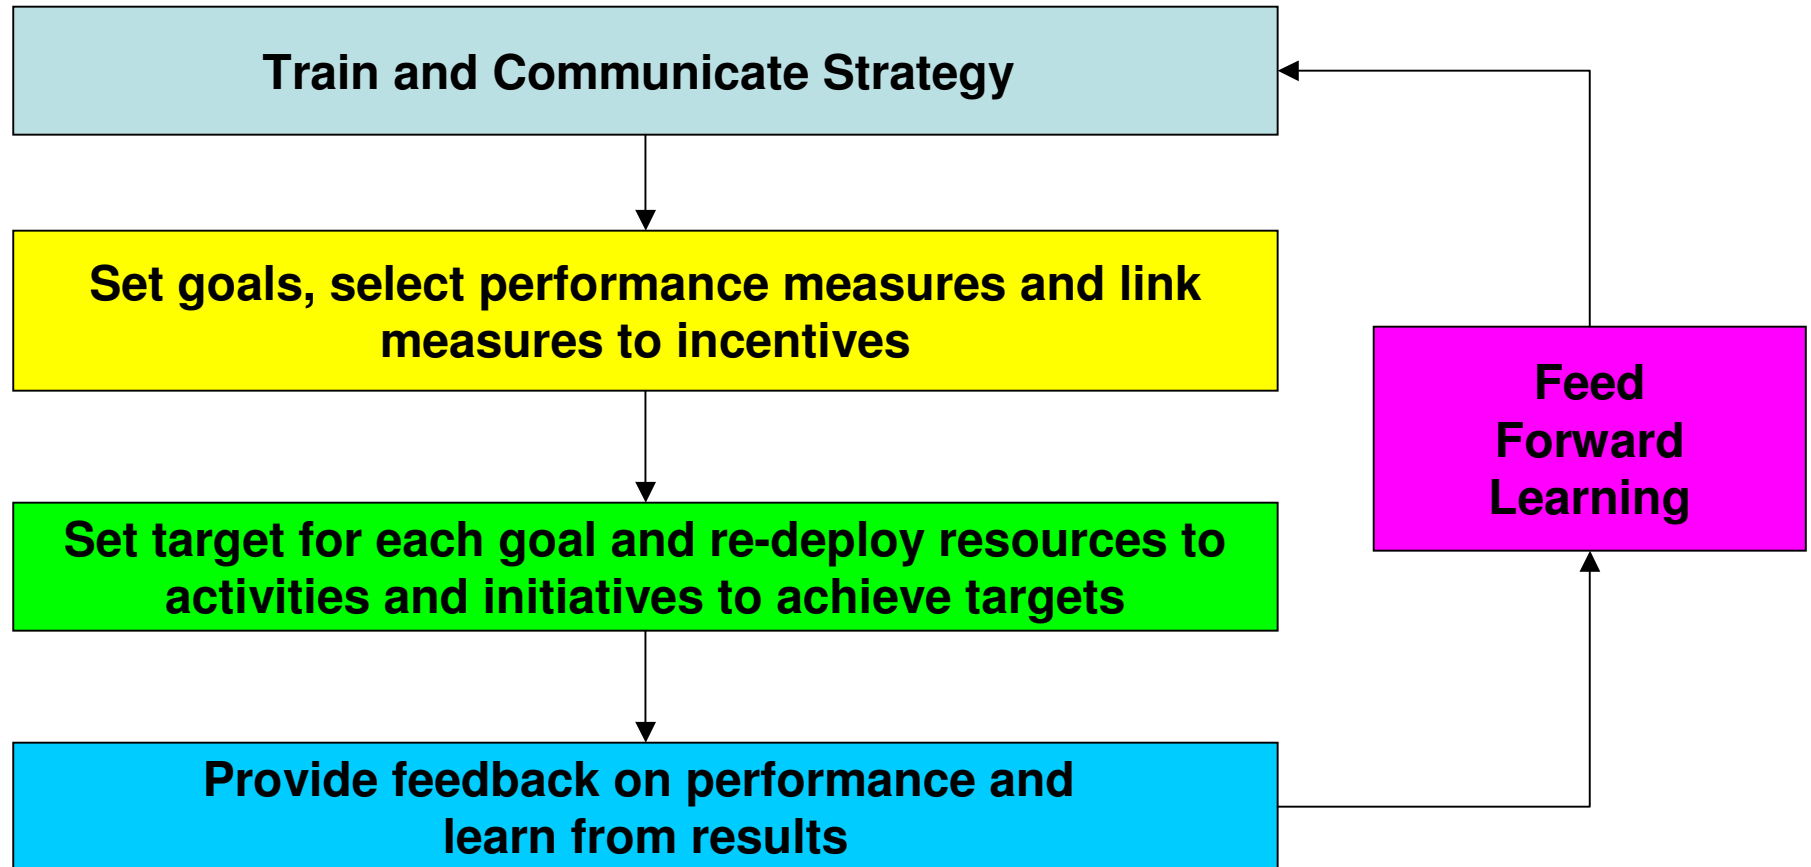 Train and Communicate Strategy
Set goals, select performance measures and link
measures to incentives
Feed
Forward
Learning
Set target for each goal and re-deploy resources to
activities and initiatives to achieve targets
Provide feedback on performance and
learn from results